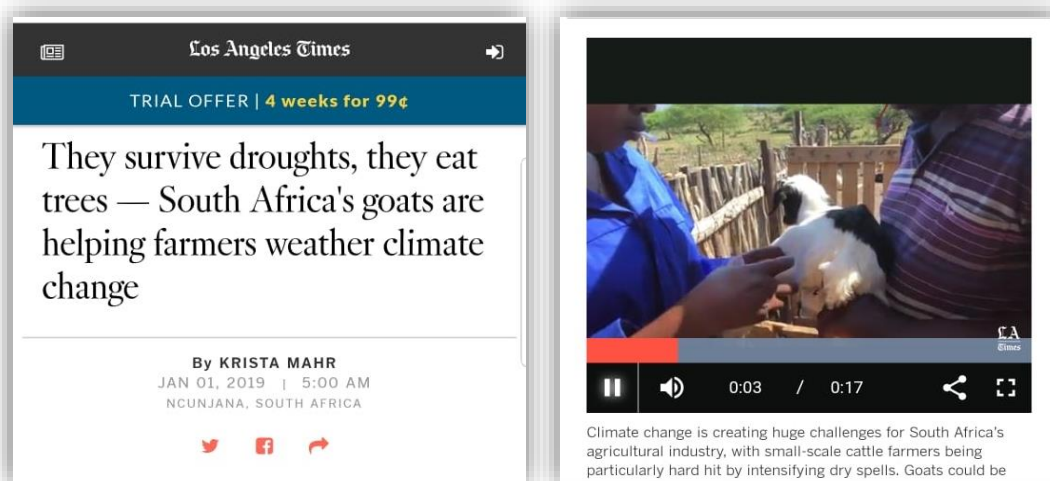 Los Angeles Times
TRIAL OFFER | 4 weeks for 99¢
They survive droughts, they eat
trees — South Africa's goats are
helping farmers weather climate
change
By KRISTA MAHR
JAN 01, 2019 | 5:00 AM
NCUNJANA, SOUTH AFRICA
LA
Times
0:03 / 0:17
Climate change is creating huge challenges for South Africa's
agricultural industry, with small-scale cattle farmers being
particularly hard hit by intensifying dry spells. Goats could be